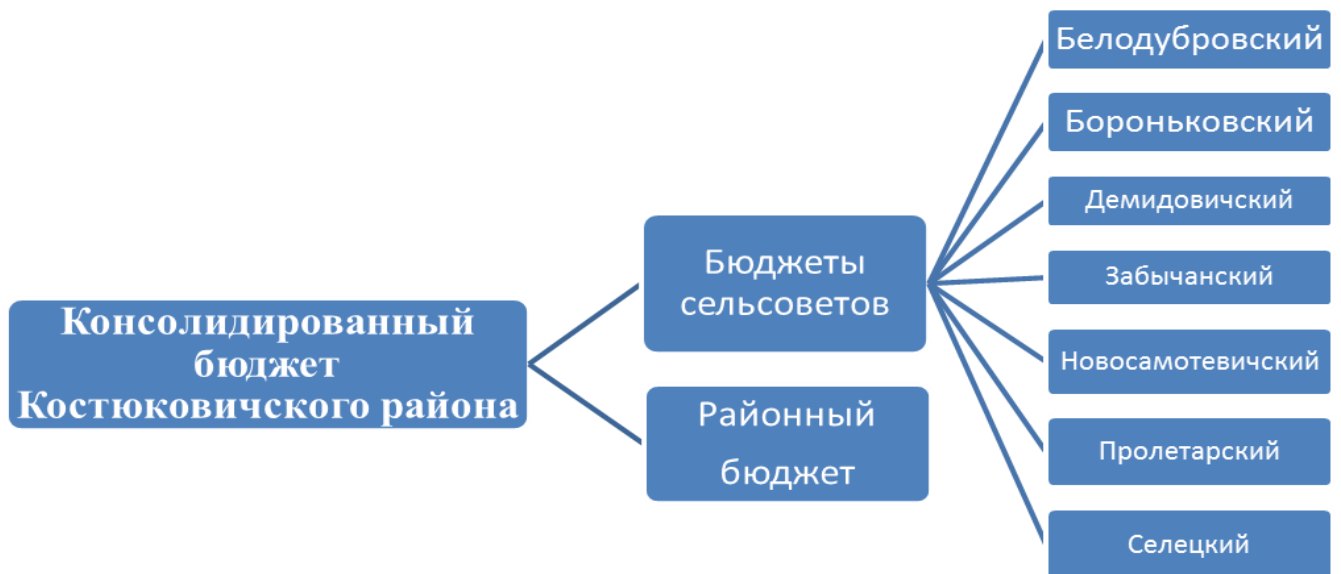 Консолидированный
бюджет
Костюковичского района
Бюджеты
сельсоветов
Районный
бюджет
Белодубровский
Бороньковский
Демидовичский
Забычанский
Новосамотевичский
Пролетарский
Селецкий